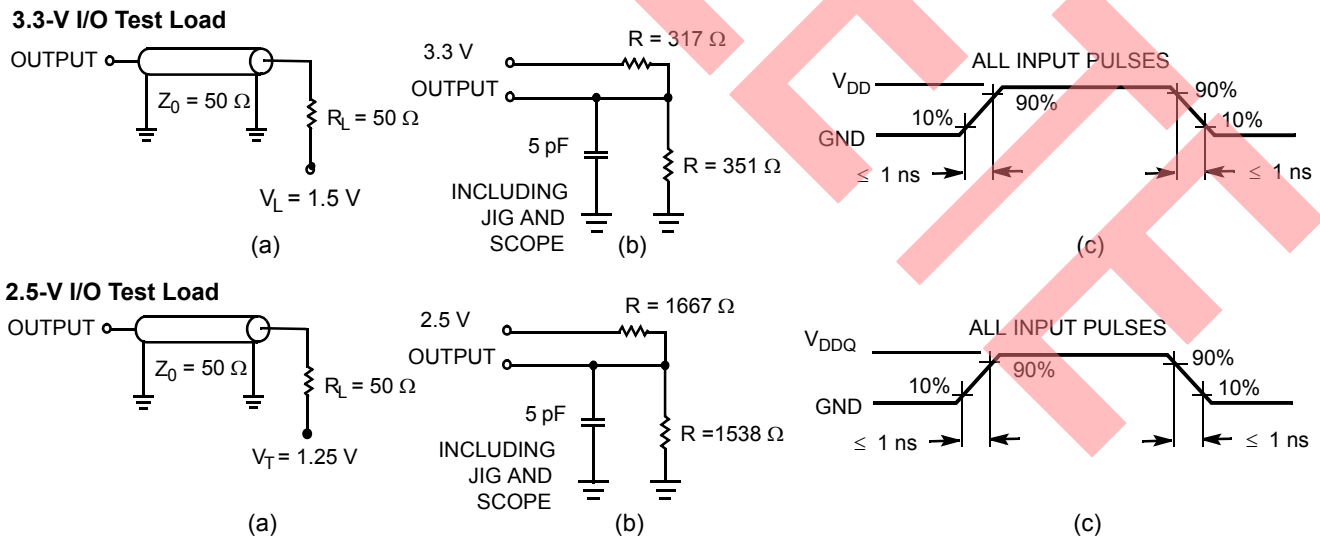 3.3-V I/O Test Load
OUTPUT
Z0 = 50 Ω
RL = 50 Ω
VL = 1.5 V
(a)
3.3 V
OUTPUT
R = 317 Ω
5 pF
R = 351 Ω
INCLUDING
JIG AND
SCOPE
(b)
ALL INPUT PULSES
VDD
GND
10%
90%
90%
10%
≤ 1 ns
≤ 1 ns
(c)
2.5-V I/O Test Load
OUTPUT
Z0 = 50 Ω
RL = 50 Ω
VT = 1.25 V
(a)
2.5 V
OUTPUT
R = 1667 Ω
5 pF
R =1538 Ω
INCLUDING
JIG AND
SCOPE
(b)
ALL INPUT PULSES
VDDQ
GND
10%
90%
90%
10%
≤ 1 ns
≤ 1 ns
(c)